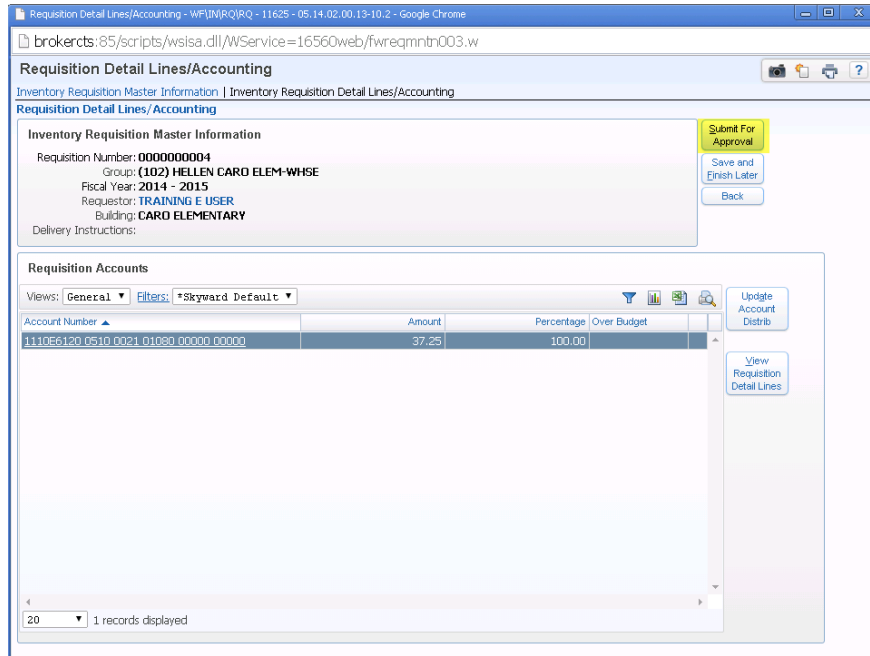 Requisition Detail Lines/Accounting - WF\IN\RQ\RQ - 11625 - 05.14.02.00.13-10.2 - Google Chrome
brokercts:85/scripts/wsisa.dll/WService=16560web/fwreqmntn003.w
Requisition Detail Lines/Accounting
?
Inventory Requisition Master Information | Inventory Requisition Detail Lines/Accounting
Requisition Detail Lines/Accounting
Inventory Requisition Master Information
Requisition Number: 0000000004
Group: (102) HELLEN CARO ELEM-WHSE
Fiscal Year: 2014 - 2015
Requestor: TRAINING E USER
Building: CARO ELEMENTARY
Delivery Instructions:
Submit For
Approval
Save and
Finish Later
Back
Requisition Accounts
Views: General Filters: *Skyward Default
Account Number Amount Percentage Over Budget
1110E6120 0510 0021 01080 00000 00000 37.25 100.00
Update
Account
Distrib
View
Requisition
Detail Lines
20 1 records displayed